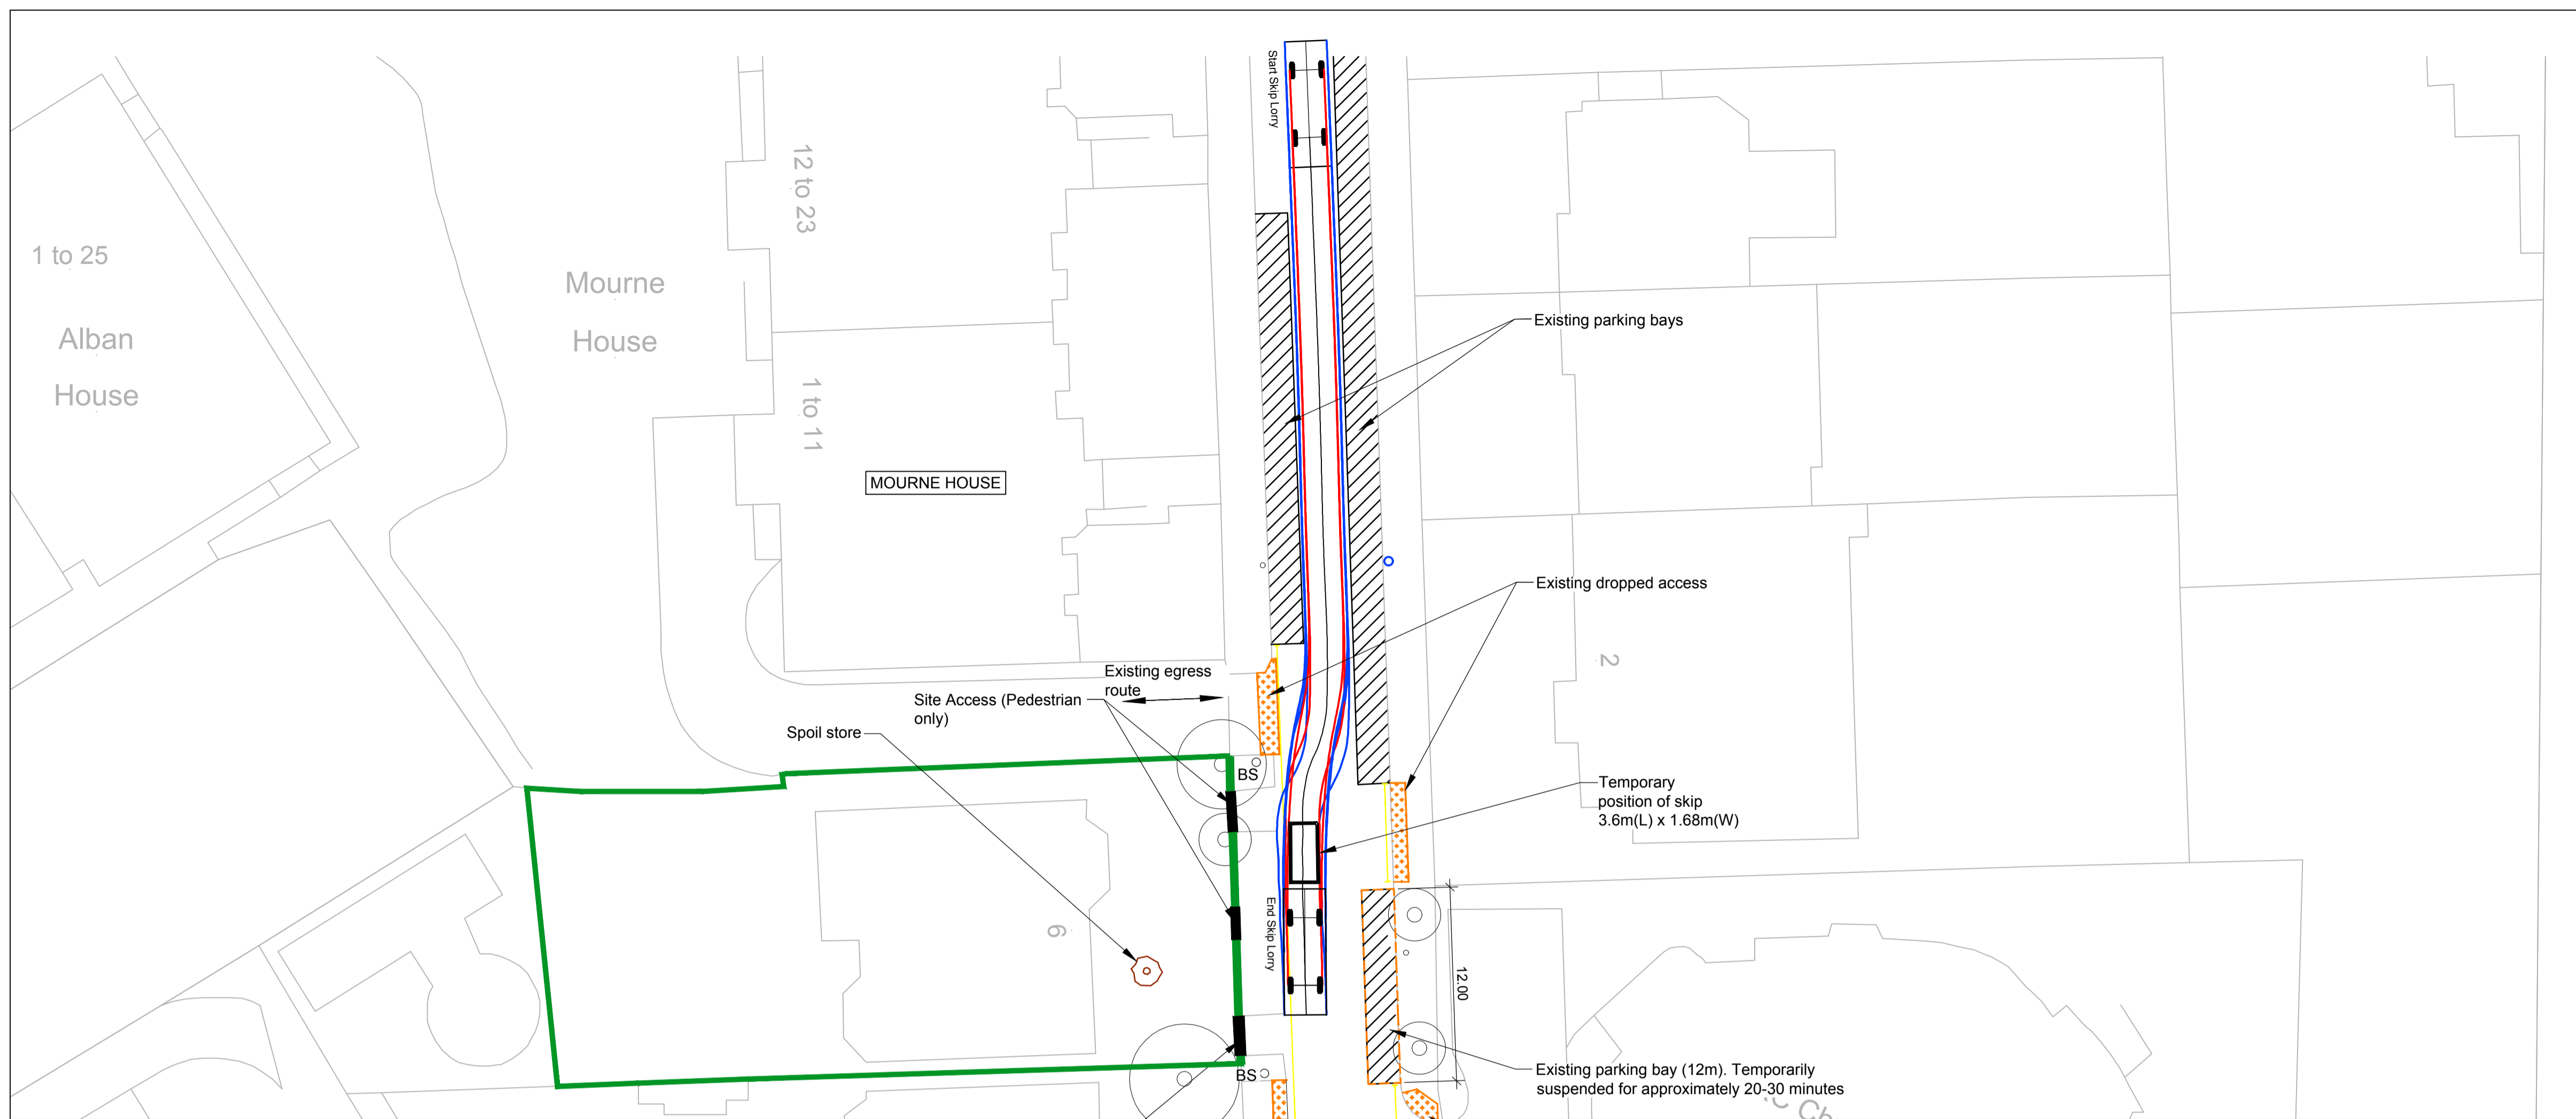 Start Skip Lorry
12 to 23
1 to 25
Alban
House
Mourne
House
Existing parking bays
1 to 11
MOURNE HOUSE
Existing dropped access
2
Existing egress
route
Site Access (Pedestrian
only)
Spoil store
BS
Temporary
position of skip
3.6m(L) x 1.68m(W)
6
End Skip Lorry
12.00
BS
Existing parking bay (12m). Temporarily
suspended for approximately 20-30 minutes